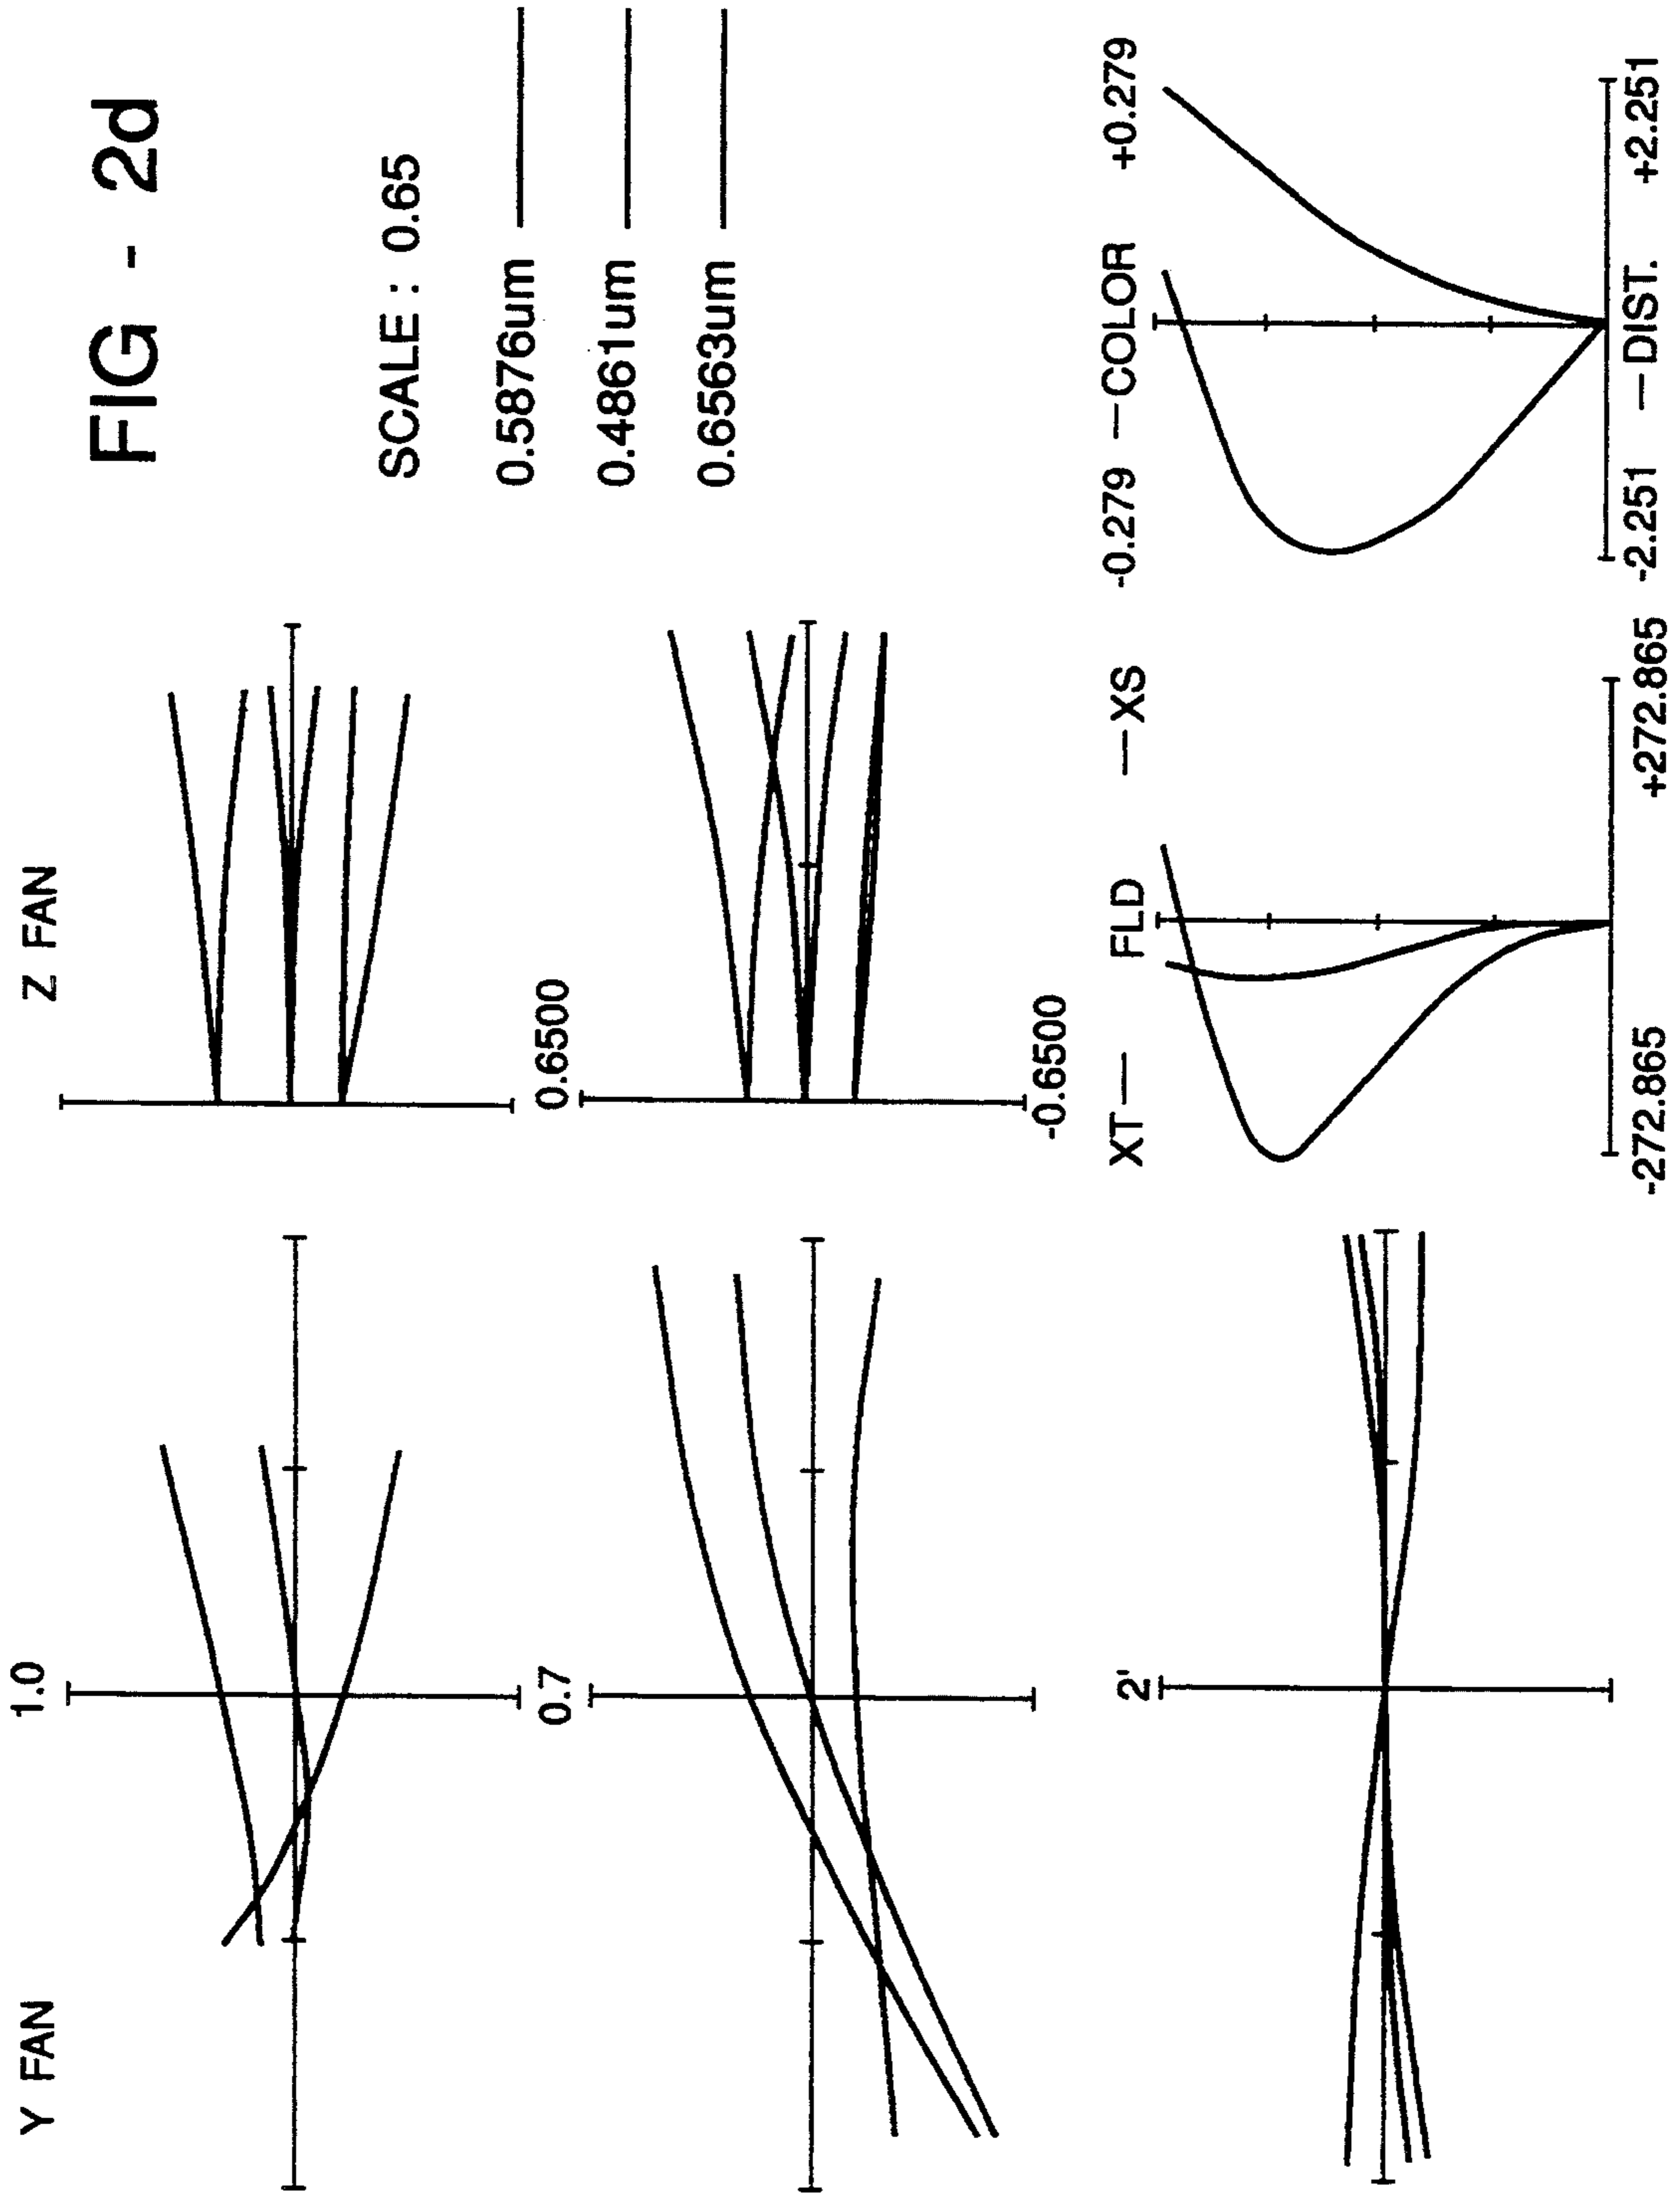 FIG - 2d
Y FAN
1.0
Z FAN
SCALE : 0.65
0.5876um
0.4861um
0.6563um
0.7
0.6500
-0.6500
2'
XT — FLD — XS
-272.865 +272.865
-0.279 — COLOR +0.279
-2.251 — DIST. +2.251